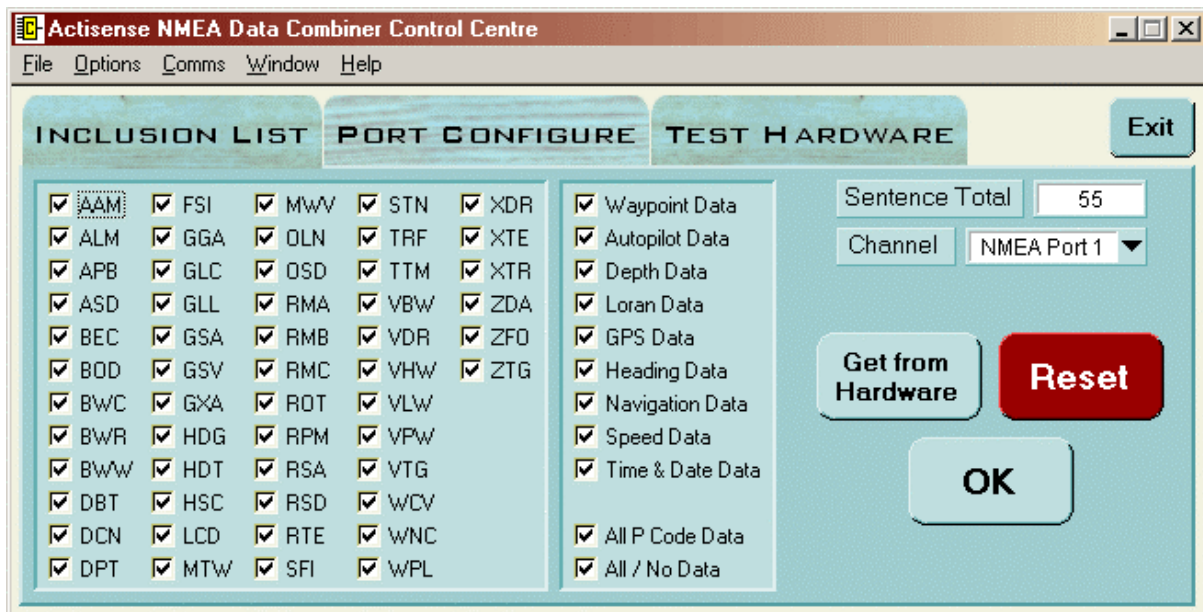 Actisense NMEA Data Combiner Control Centre
File Options Comms Window Help
INCLUSION LIST PORT CONFIGURE TEST HARDWARE Exit
AAM FSI MWV STN XDR Waypoint Data Sentence Total 55
ALM GGA OLN TRF XTE Autopilot Data Channel NMEA Port 1
APB GLC OSD TTM XTR Depth Data
ASD GLL RMA VBW ZDA Loran Data
BEC GSA RMB VDR ZFO GPS Data
BOD GSV RMC VHW ZTG Heading Data
BWC GXA ROT VLW Navigation Data
BWR HDG RPM VPW Speed Data
BWW HDT RSA VTG Time & Date Data
DBT HSC RSD WCV
DCN LCD RTE WNC All P Code Data
DPT MTW SFI WPL All / No Data
Get from
Hardware
Reset
OK